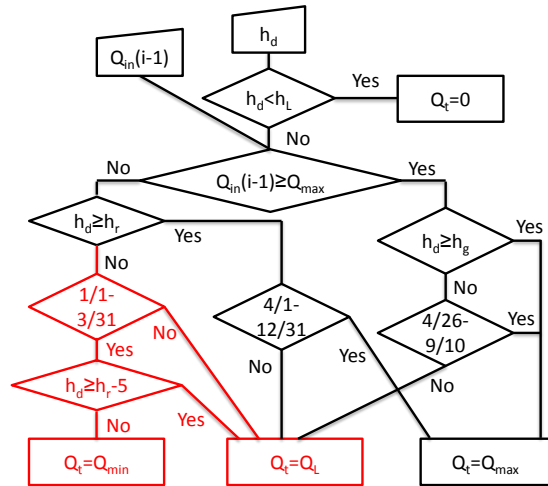 h_d
Q_in(i-1)
h_d<h_L
Yes
Q_t=0
No
No
Q_in(i-1)≥Q_max
Yes
h_d≥h_r
Yes
h_d≥h_g
Yes
No
No
1/1-
3/31
No
4/1-
12/31
4/26-
9/10
Yes
Yes
No
Yes
No
h_d≥h_r-5
Yes
No
Q_t=Q_min
Q_t=Q_L
Q_t=Q_max